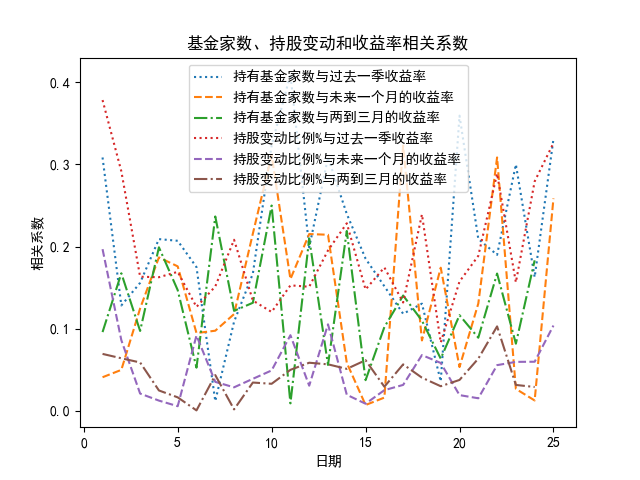 基金家数、持股变动和收益率相关系数
持有基金家数与过去一季收益率
持有基金家数与未来一个月的收益率
持有基金家数与两到三月的收益率
持股变动比例%与过去一季收益率
持股变动比例%与未来一个月的收益率
持股变动比例%与两到三月的收益率
相关系数
0.4
0.3
0.2
0.1
0.0
0 5 10 15 20 25
日期